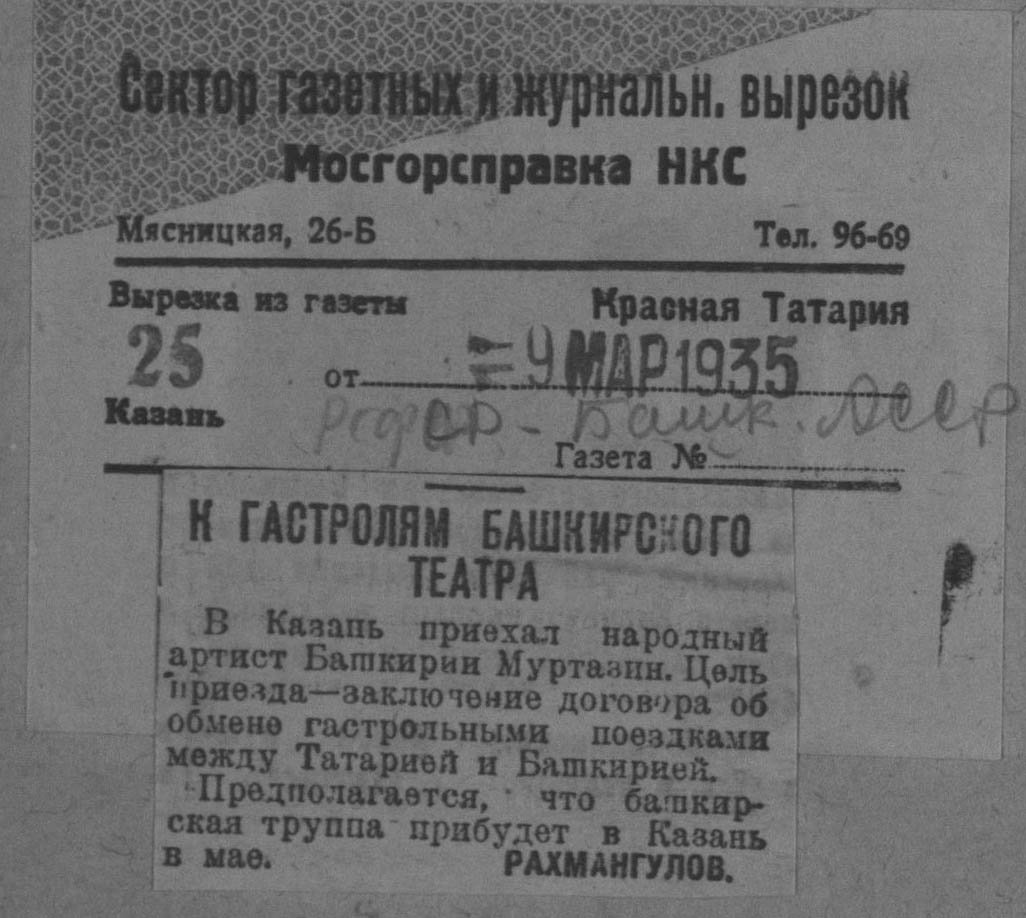 Сектор газетных и журнальн. вырезок
Мосгорсправка НКС
Мясницкая, 26-Б Тел. 96-69
Вырезка из газеты Красная Татария
25 от 9 МАР 1935
Казань
Башк. АССР
Газета №
К ГАСТРОЛЯМ БАШКИРСКОГО
ТЕАТРА
В Казань приехал народный
артист Башкирии Муртазин. Цель
приезда—заключение договора об
обмене гастрольными поездками
между Татарией и Башкирией.
Предполагается, что башкир-
ская труппа прибудет в Казань
в мае. РАХМАНГУЛОВ.